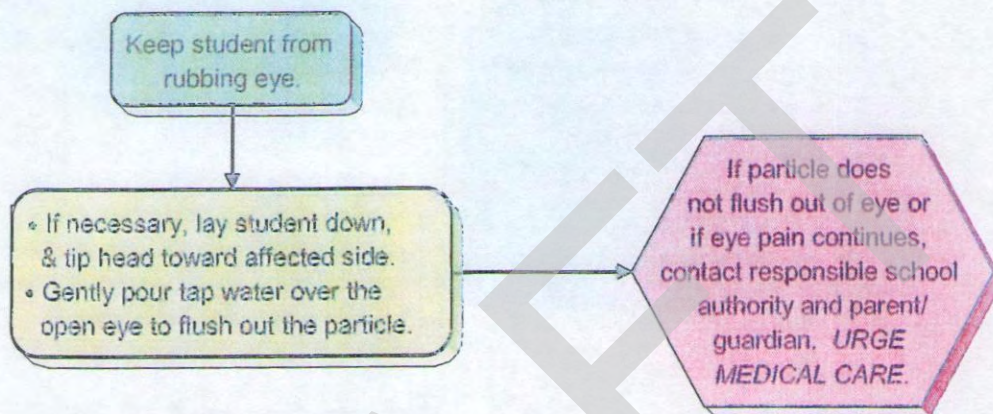 Keep student from
rubbing eye.
• If necessary, lay student down,
& tip head toward affected side.
• Gently pour tap water over the
open eye to flush out the particle.
If particle does
not flush out of eye or
if eye pain continues,
contact responsible school
authority and parent/
guardian. URGE
MEDICAL CARE.